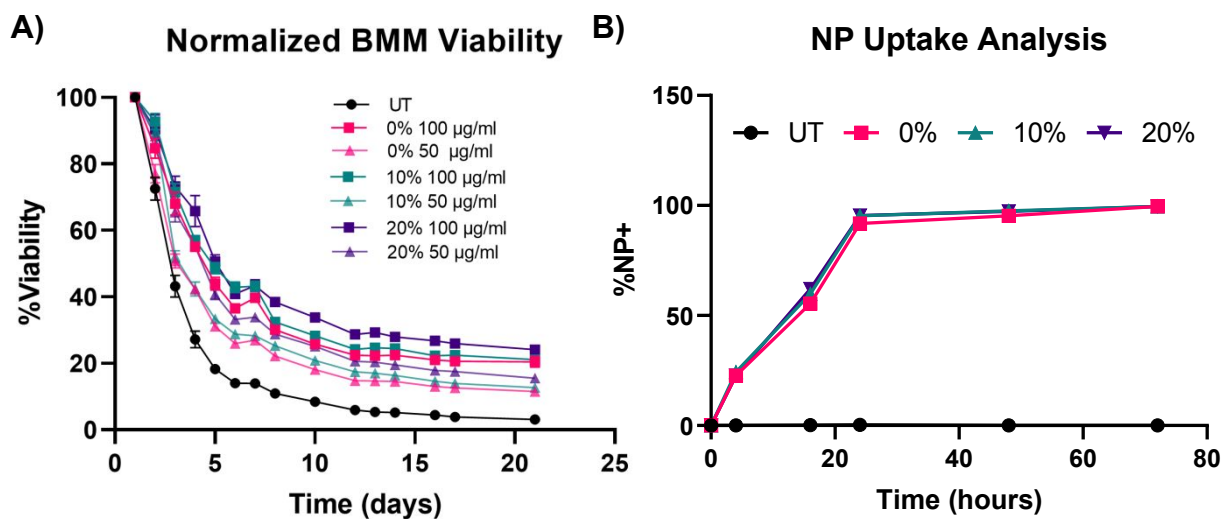 A)
Normalized BMM Viability
%Viability
100
80
60
40
20
0
0
5
10
15
20
25
Time (days)
UT
0% 100 µg/ml
0% 50 µg/ml
10% 100 µg/ml
10% 50 µg/ml
20% 100 µg/ml
20% 50 µg/ml
B)
NP Uptake Analysis
%NP+
150
100
50
0
UT 0% 10% 20%
0
20
40
60
80
Time (hours)